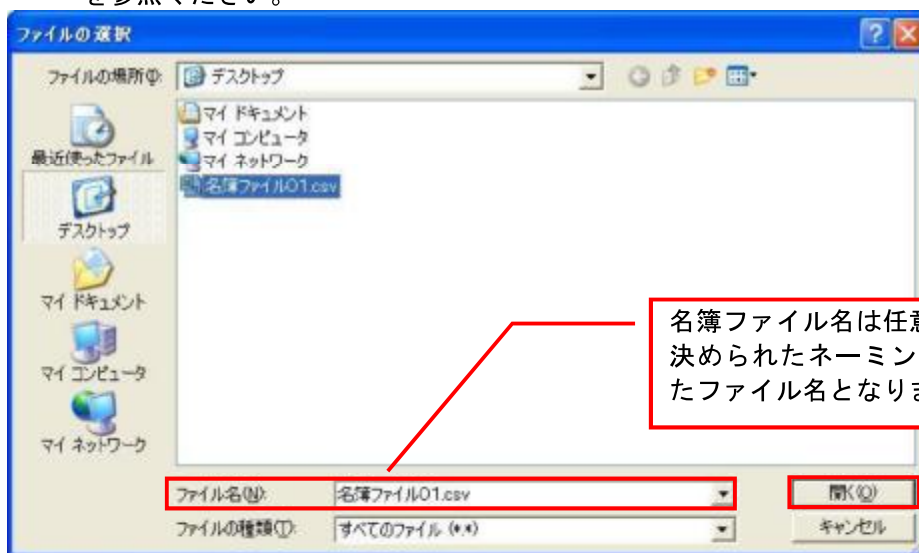 を参照ください。
ファイルの選択
ファイルの場所(I):
デスクトップ
最近使ったファイル
デスクトップ
マイ ドキュメント
マイ コンピュータ
マイ ネットワーク
マイ ドキュメント
マイ コンピュータ
マイ ネットワーク
名簿ファイル01.csv
名簿ファイル名は任意
決められたネーミン
たファイル名となりま
ファイル名(N):
名簿ファイル01.csv
開く(O)
ファイルの種類(T):
すべてのファイル (*.*)
キャンセル